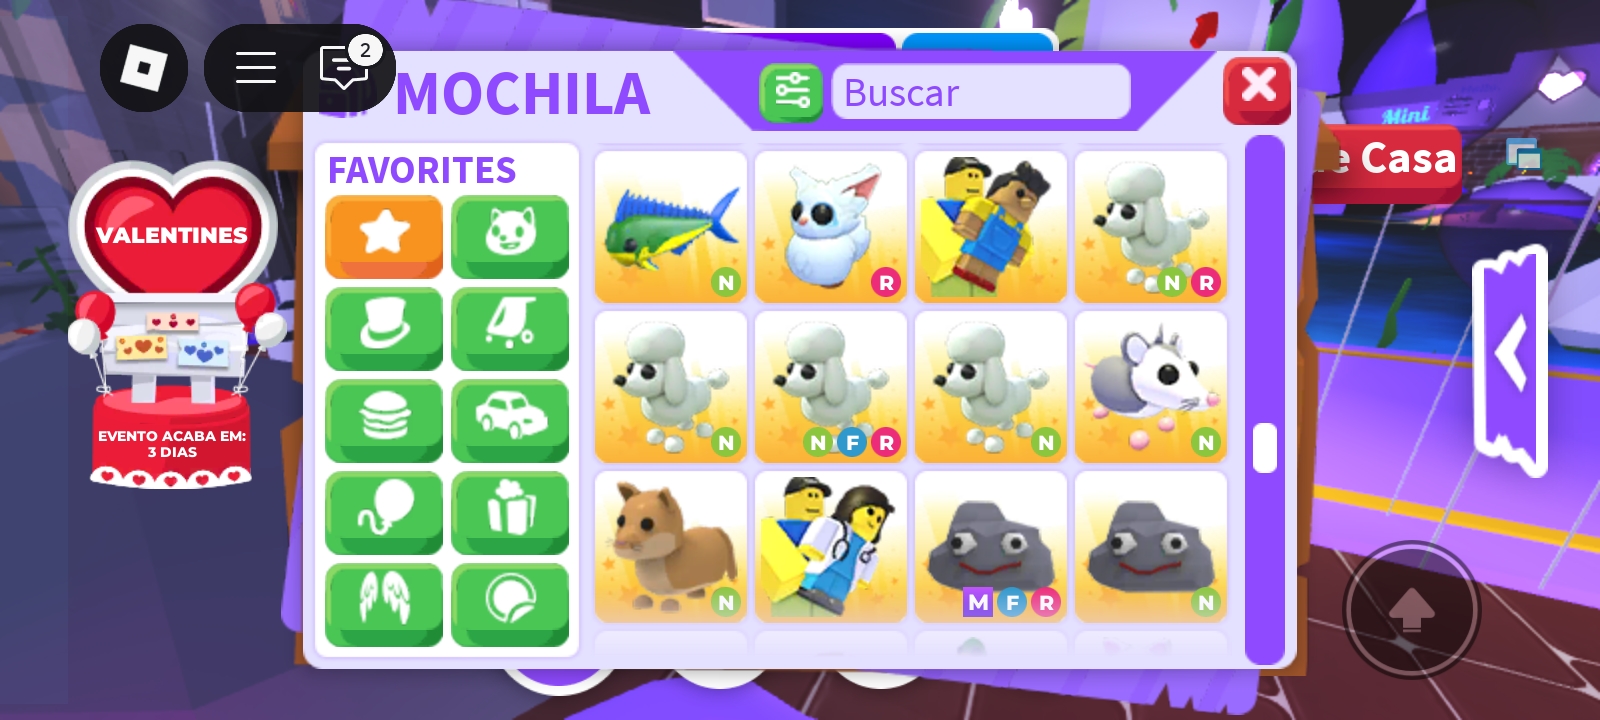 2
MOCHILA
Buscar
Mini
e Casa
FAVORITES
VALENTINES
EVENTO ACABA EM:
3 DIAS
N
R
N R
N
N F R
N
N
N
M F R
N